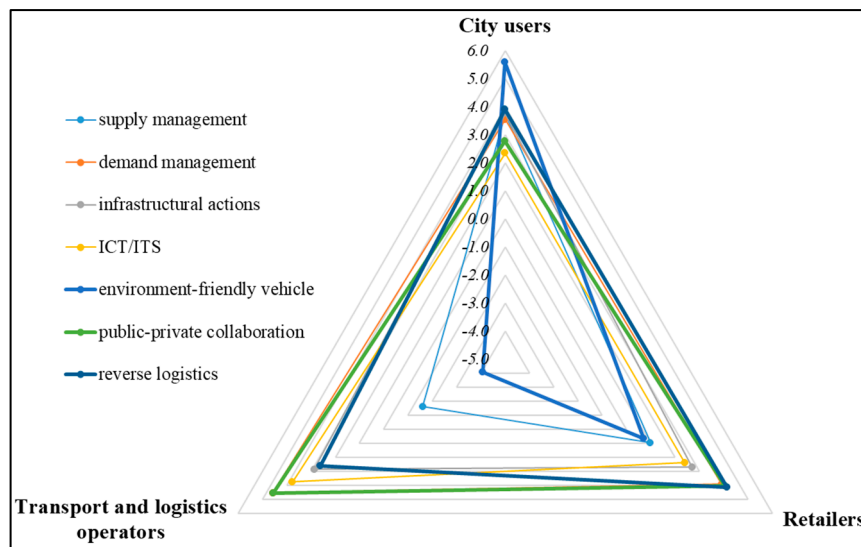 City users
6.0
5.0
4.0
3.0
2.0
1.0
0.0
-1.0
-2.0
-3.0
-4.0
-5.0
supply management
demand management
infrastructural actions
ICT/ITS
environment-friendly vehicle
public-private collaboration
reverse logistics
Transport and logistics
operators
Retailers